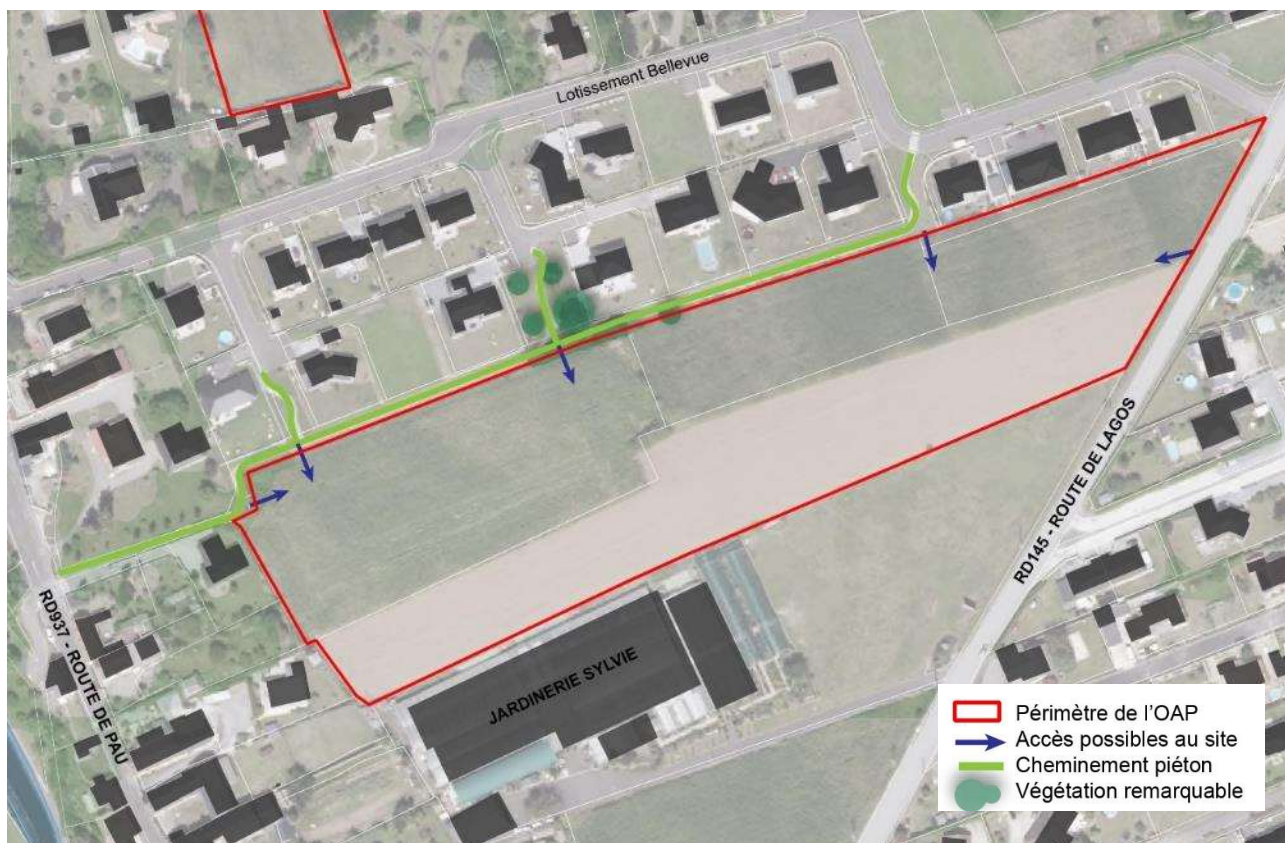 Lotissement Bellevue
RD937 - ROUTE DE PAU
JARDINERIE SYLVIE
RD145 - ROUTE DE LAGOS
Périmètre de l'OAP
Accès possibles au site
Cheminement piéton
Végétation remarquable